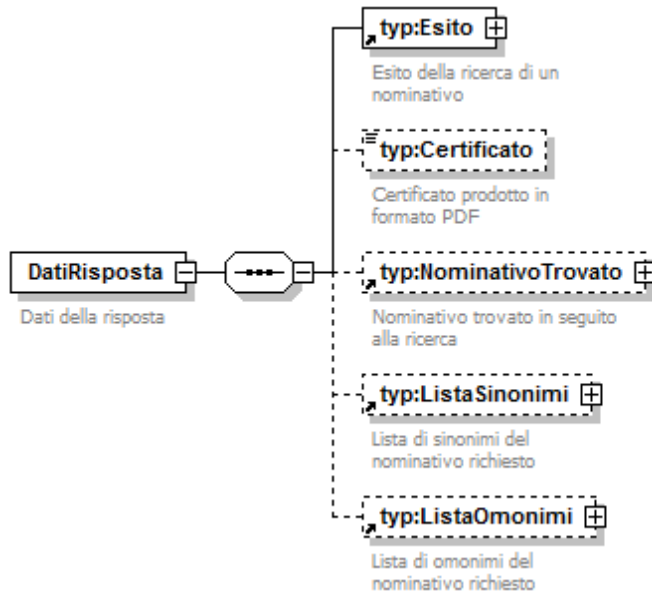 typ:Esito
Esito della ricerca di un
nominativo
typ:Certificato
Certificato prodotto in
formato PDF
DatiRisposta
Dati della risposta
typ:NominativoTrovato
Nominativo trovato in seguito
alla ricerca
typ:ListaSinonimi
Lista di sinonimi del
nominativo richiesto
typ:ListaOmonimi
Lista di omonimi del
nominativo richiesto